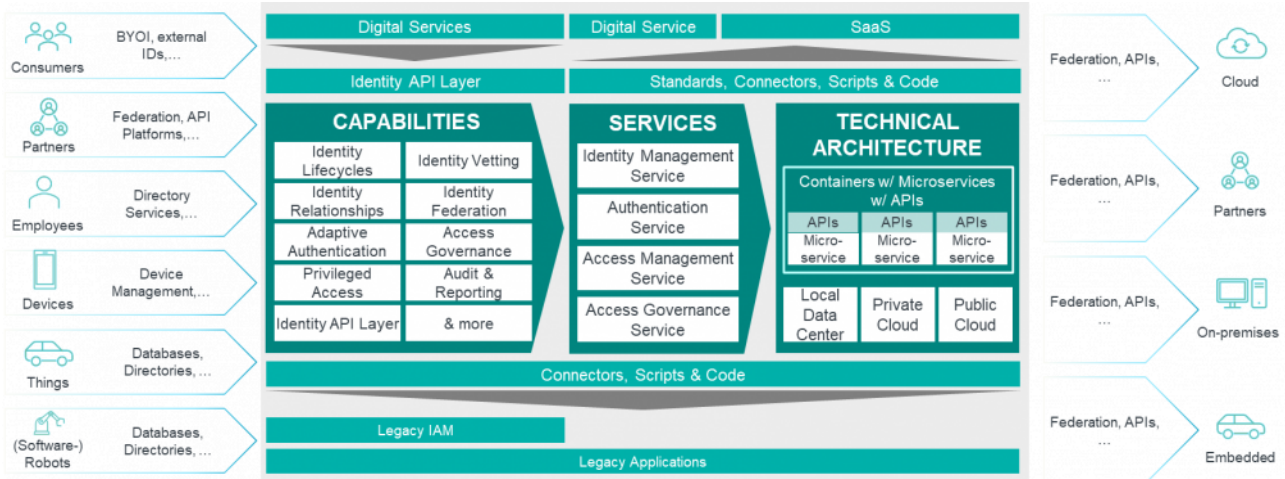 Consumers
BYOI, external
IDs,…
Partners
Federation, API
Platforms,…
Employees
Directory
Services,…
Devices
Device
Management,…
Things
Databases,
Directories, …
(Software-)
Robots
Databases,
Directories, …
Digital Services
Digital Service
SaaS
Identity API Layer
Standards, Connectors, Scripts & Code
CAPABILITIES
Identity
Lifecycles
Identity Vetting
Identity
Relationships
Identity
Federation
Adaptive
Authentication
Access
Governance
Privileged
Access
Audit &
Reporting
Identity API Layer
& more
SERVICES
Identity Management
Service
Authentication
Service
Access Management
Service
Access Governance
Service
TECHNICAL
ARCHITECTURE
Containers w/ Microservices
w/ APIs
APIs
APIs
APIs
Micro-
service
Micro-
service
Micro-
service
Local
Data
Center
Private
Cloud
Public
Cloud
Connectors, Scripts & Code
Legacy IAM
Legacy Applications
Federation, APIs,
…
Cloud
Federation, APIs,
…
Partners
Federation, APIs,
…
On-premises
Federation, APIs,
…
Embedded